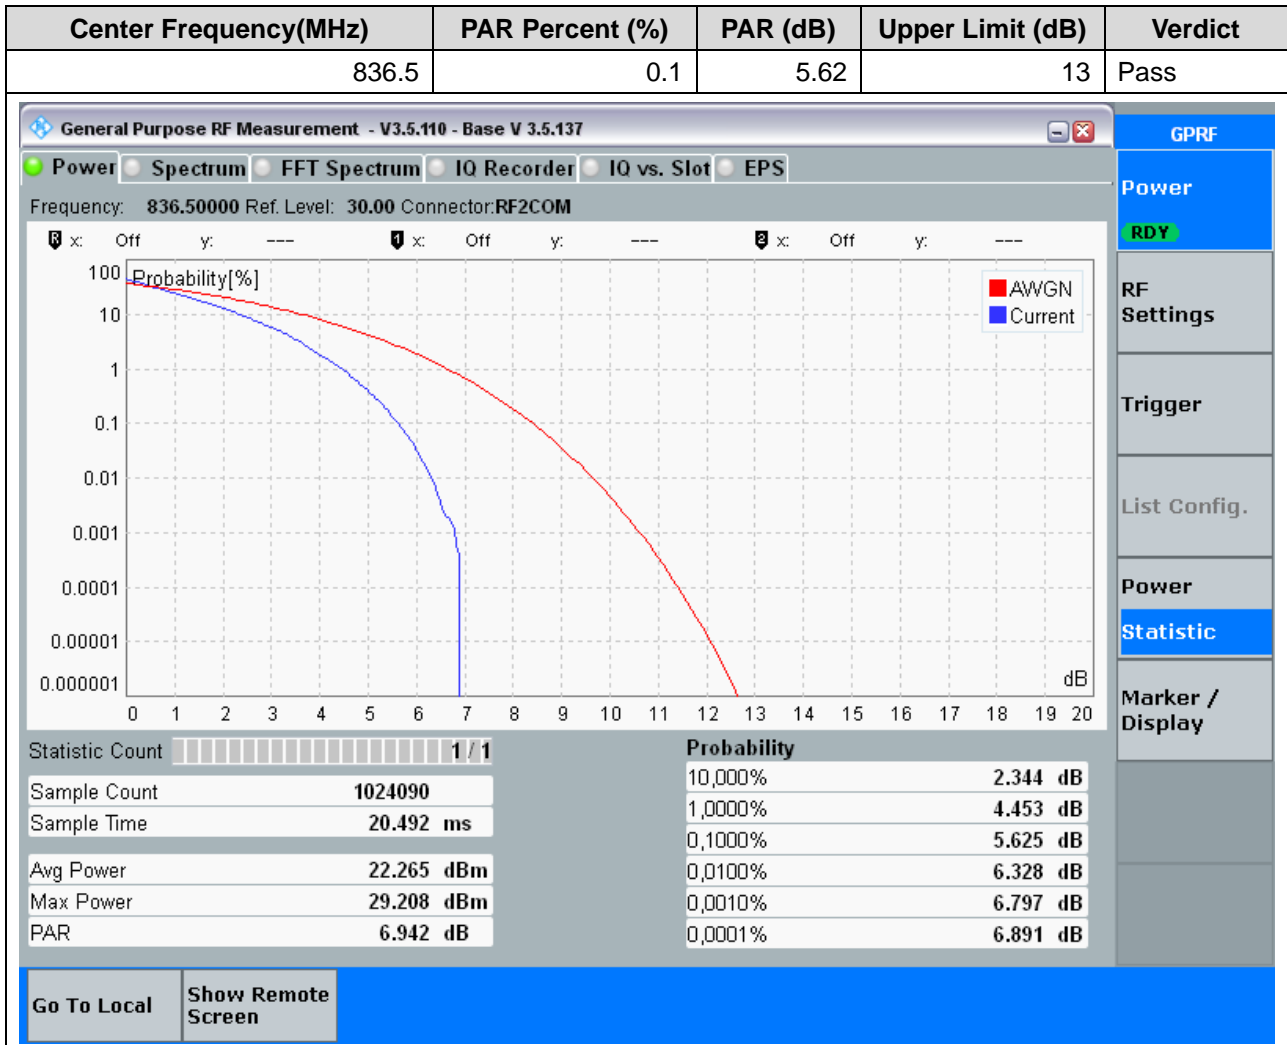 Center Frequency(MHz) PAR Percent (%) PAR (dB) Upper Limit (dB) Verdict
836.5 0.1 5.62 13 Pass
General Purpose RF Measurement - V3.5.110 - Base V 3.5.137
GPRF
Power Spectrum FFT Spectrum IQ Recorder IQ vs. Slot EPS
Power
RDY
Frequency: 836.50000 Ref. Level: 30.00 Connector:RF2COM
R x: Off y: --- 1 x: Off y: --- 2 x: Off y: ---
Probability[%]
AWGN
Current
100
10
1
0.1
0.01
0.001
0.0001
0.00001
0.000001
dB
0 1 2 3 4 5 6 7 8 9 10 11 12 13 14 15 16 17 18 19 20
RF
Settings
Trigger
List Config.
Power
Statistic
Marker /
Display
Statistic Count 1 / 1
Sample Count 1024090
Sample Time 20.492 ms
Avg Power 22.265 dBm
Max Power 29.208 dBm
PAR 6.942 dB
Probability
10,000% 2.344 dB
1,0000% 4.453 dB
0,1000% 5.625 dB
0,0100% 6.328 dB
0,0010% 6.797 dB
0,0001% 6.891 dB
Go To Local
Show Remote
Screen